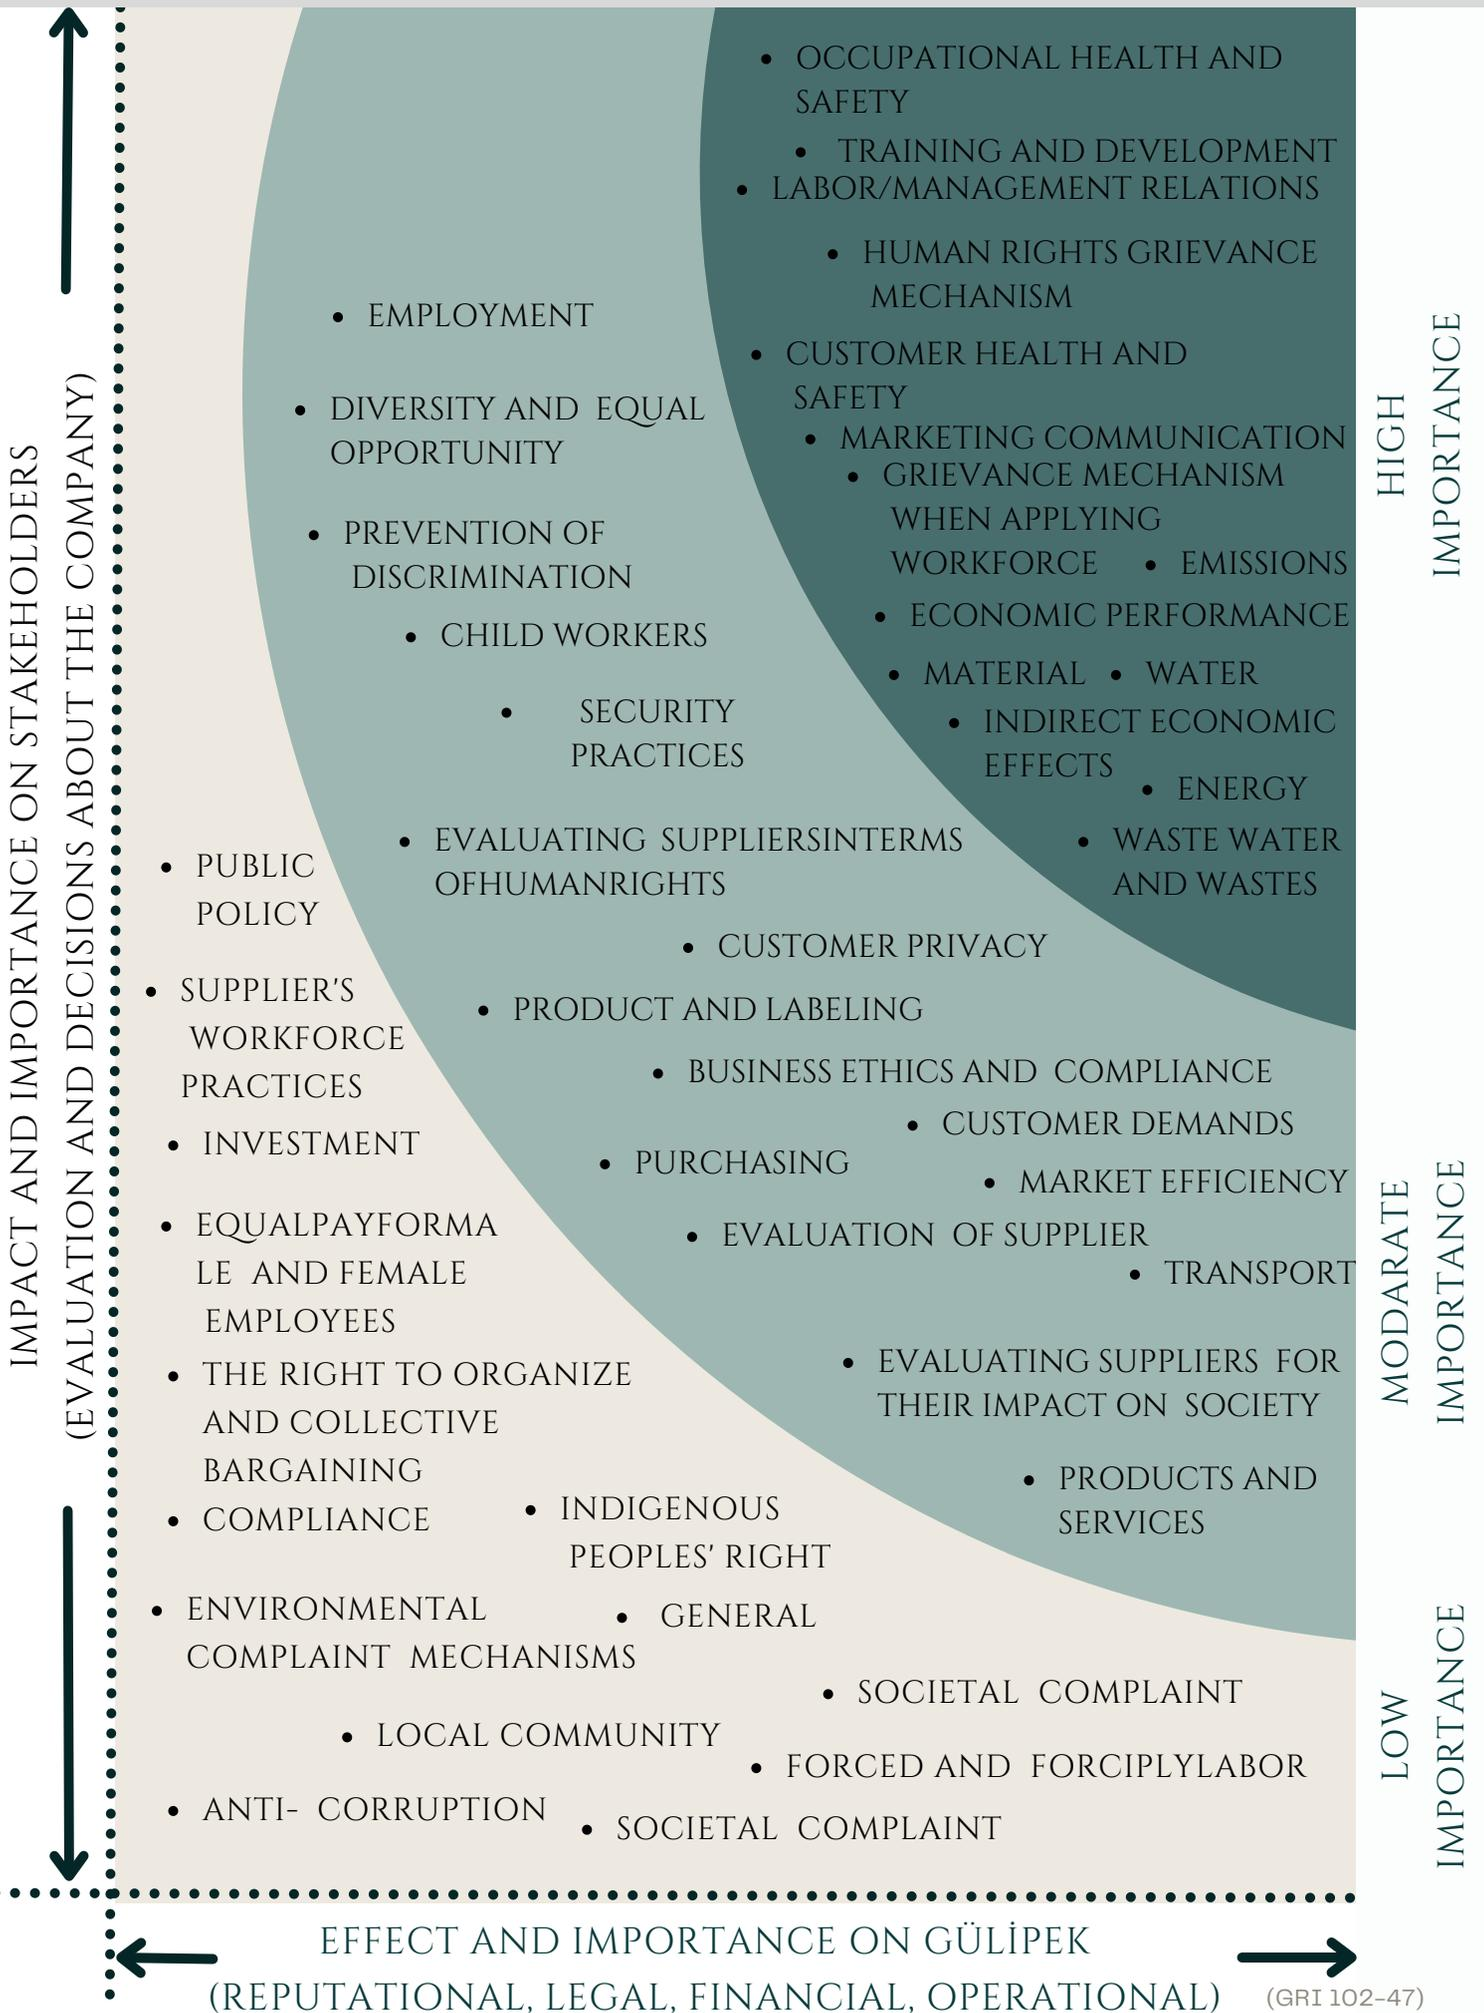 IMPACT AND IMPORTANCE ON STAKEHOLDERS
(EVALUATION AND DECISIONS ABOUT THE COMPANY)
• OCCUPATIONAL HEALTH AND
SAFETY
• TRAINING AND DEVELOPMENT
• LABOR/MANAGEMENT RELATIONS
• HUMAN RIGHTS GRIEVANCE
MECHANISM
• CUSTOMER HEALTH AND
SAFETY
• MARKETING COMMUNICATION
• GRIEVANCE MECHANISM
WHEN APPLYING
WORKFORCE
• EMISSIONS
• ECONOMIC PERFORMANCE
• MATERIAL
• WATER
• INDIRECT ECONOMIC
EFFECTS
• ENERGY
• WASTE WATER
AND WASTES
HIGH
IMPORTANCE
• EMPLOYMENT
• DIVERSITY AND EQUAL
OPPORTUNITY
• PREVENTION OF
DISCRIMINATION
• CHILD WORKERS
• SECURITY
PRACTICES
• EVALUATING SUPPLIERSINTERMS
OFHUMANRIGHTS
• CUSTOMER PRIVACY
• PRODUCT AND LABELING
• BUSINESS ETHICS AND COMPLIANCE
• CUSTOMER DEMANDS
• PURCHASING
• MARKET EFFICIENCY
• EVALUATION OF SUPPLIER
• TRANSPORT
• EVALUATING SUPPLIERS FOR
THEIR IMPACT ON SOCIETY
• PRODUCTS AND
SERVICES
MODARATE
IMPORTANCE
• PUBLIC
POLICY
• SUPPLIER'S
WORKFORCE
PRACTICES
• INVESTMENT
• EQUALPAYFORMA
LE AND FEMALE
EMPLOYEES
• THE RIGHT TO ORGANIZE
AND COLLECTIVE
BARGAINING
• COMPLIANCE
• INDIGENOUS
PEOPLES' RIGHT
• ENVIRONMENTAL
COMPLAINT MECHANISMS
• GENERAL
• SOCIETAL COMPLAINT
• LOCAL COMMUNITY
• FORCED AND FORCIPLYLABOR
• ANTI- CORRUPTION
• SOCIETAL COMPLAINT
LOW
IMPORTANCE
EFFECT AND IMPORTANCE ON GÜLİPEK
(REPUTATIONAL, LEGAL, FINANCIAL, OPERATIONAL)
(GRI 102-47)